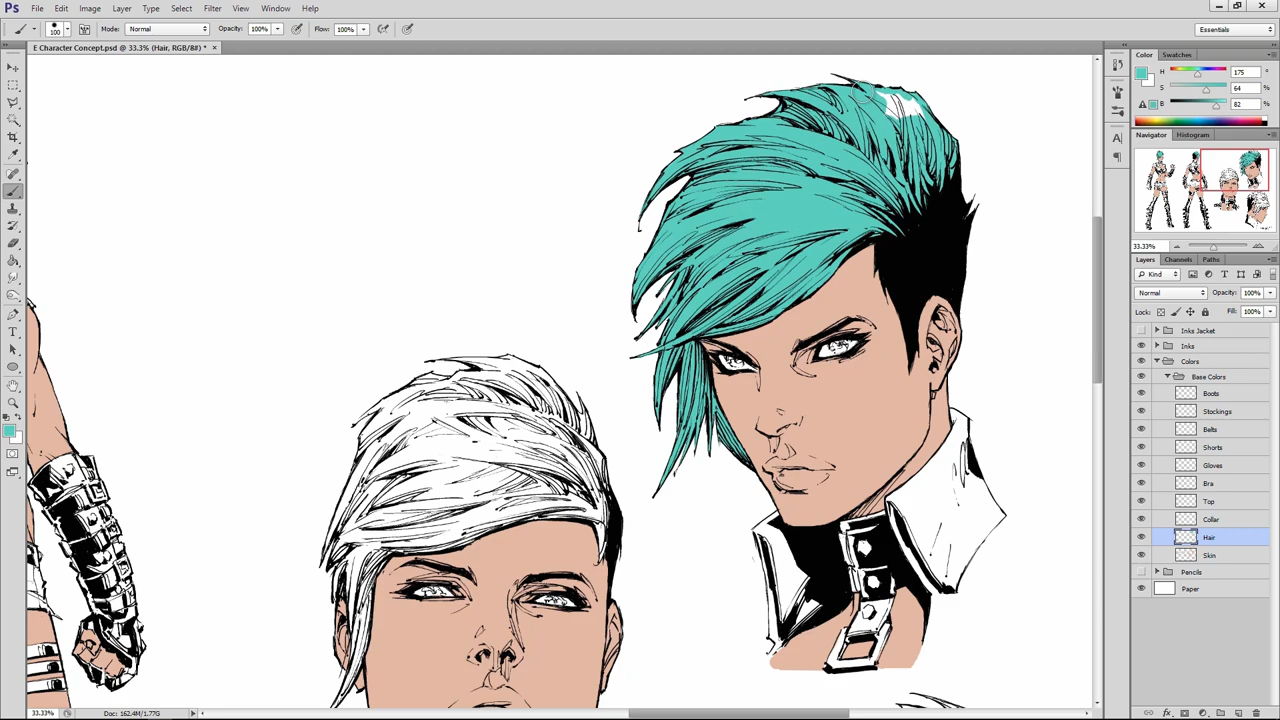 Ps File Edit Image Layer Type Select Filter View Window Help
100 Mode: Normal Opacity: 100% Flow: 100% Essentials
E Character Concept.psd @ 33.3% (Hair, RGB/8#) * ×
Color Swatches
H 175 °
S 64 %
B 82 %
Navigator Histogram
33.33%
Layers Channels Paths
Kind
Normal Opacity: 100%
Lock: Fill: 100%
Inks Jacket
Inks
Colors
Base Colors
Boots
Stockings
Belts
Shorts
Gloves
Bra
Top
Collar
Hair
Skin
Pencils
Paper
33.33% Doc: 162.4M/1.77G